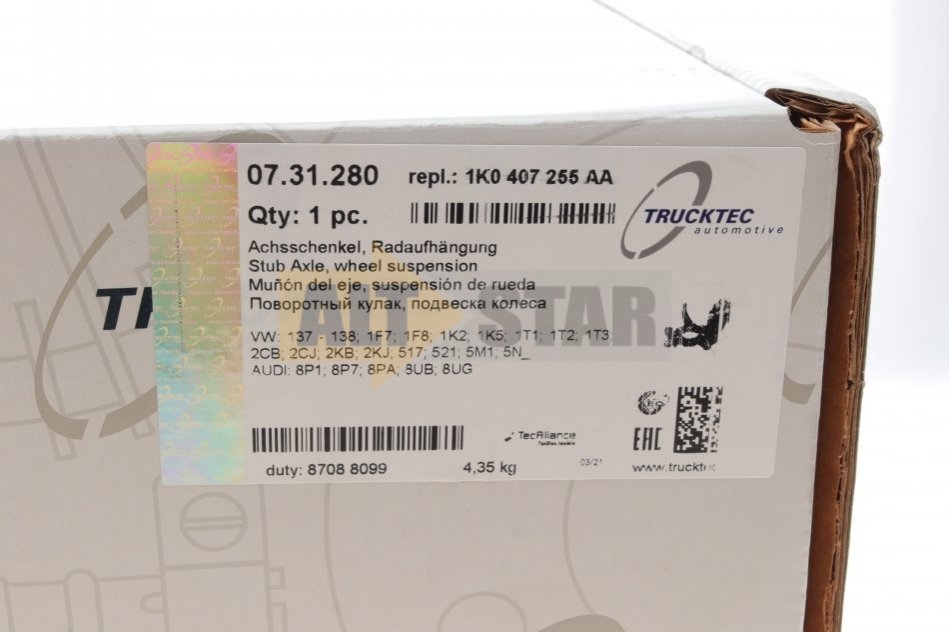 07.31.280 repl.: 1K0 407 255 AA
Qty: 1 pc.
TRUCKTEC
automotive
Achsschenkel, Radaufhängung
Stub Axle, wheel suspension
Muñón del eje, suspensión de rueda
Поворотный кулак, подвеска колеса
VW: 137 - 138; 1F7; 1F8; 1K2; 1K5; 1T1; 1T2; 1T3;
2CB; 2CJ; 2KB; 2KJ; 517; 521; 5M1; 5N_
AUDI: 8P1; 8P7; 8PA; 8UB; 8UG
STAR
TecAlliance
EAC
duty: 8708 8099 4,35 kg 03/21 www.trucktec